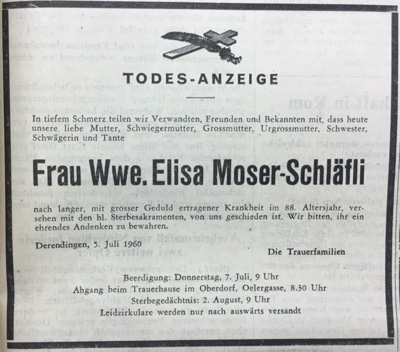 TODES-ANZEIGE
In tiefem Schmerz teilen wir Verwandten, Freunden und Bekannten mit, dass heute
unsere liebe Mutter, Schwiegermutter, Grossmutter, Urgrossmutter, Schwester,
Schwägerin und Tante
Frau Wwe. Elisa Moser-Schläfli
nach langer, mit grosser Geduld ertragener Krankheit im 88. Altersjahr, ver-
sehen mit den hl. Sterbesakramenten, von uns geschieden ist. Wir bitten, ihr ein
ehrendes Andenken zu bewahren.
Derendingen, 5. Juli 1960
Die Trauerfamilien
Beerdigung: Donnerstag, 7. Juli, 9 Uhr
Abgang beim Trauerhause im Oberdorf, Oelergasse, 8.30 Uhr
Sterbegedächtnis: 2. August, 9 Uhr
Leidzirkulare werden nur nach auswärts versandt